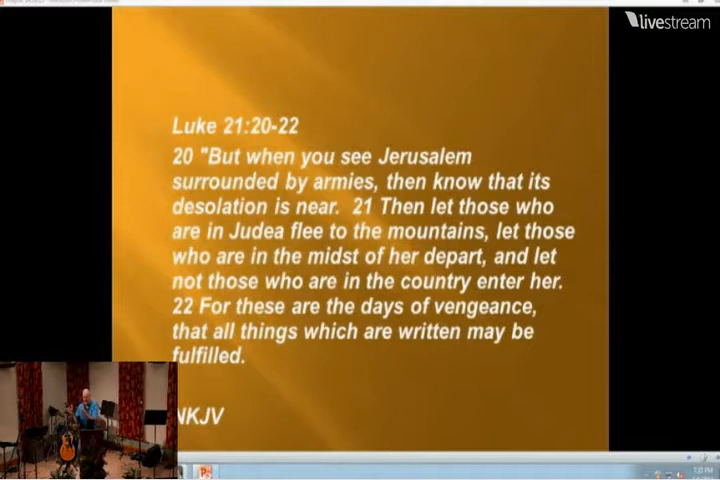 livestream
Luke 21:20-22
20 "But when you see Jerusalem
surrounded by armies, then know that its
desolation is near. 21 Then let those who
are in Judea flee to the mountains, let those
who are in the midst of her depart, and let
not those who are in the country enter her.
22 For these are the days of vengeance,
that all things which are written may be
fulfilled.
NKJV